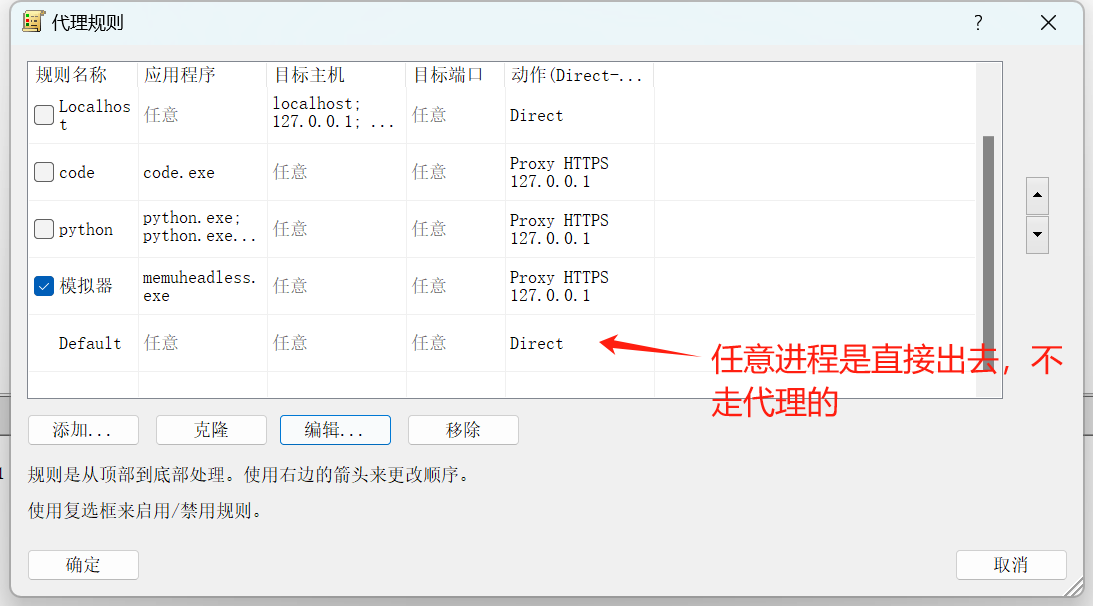 代理规则
?
规则名称 应用程序 目标主机 目标端口 动作(Direct-...
Localhos
t
任意
localhost;
127.0.0.1; ...
任意
Direct
code code.exe 任意 任意
Proxy HTTPS
127.0.0.1
python
python.exe;
python.exe...
任意 任意
Proxy HTTPS
127.0.0.1
模拟器
memuheadless.
exe
任意 任意
Proxy HTTPS
127.0.0.1
Default 任意 任意 任意 Direct
任意进程是直接出去，不
走代理的
添加... 克隆 编辑... 移除
规则是从顶部到底部处理。使用右边的箭头来更改顺序。
使用复选框来启用/禁用规则。
确定 取消